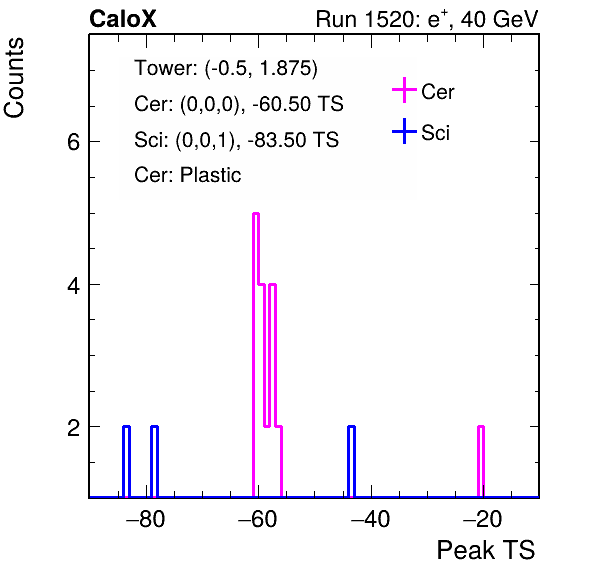 CaloX Run 1520: e⁺, 40 GeV
Counts
Tower: (-0.5, 1.875)
Cer: (0,0,0), -60.50 TS
Sci: (0,0,1), -83.50 TS
Cer: Plastic
Cer
Sci
6
4
2
−80 −60 −40 −20
Peak TS